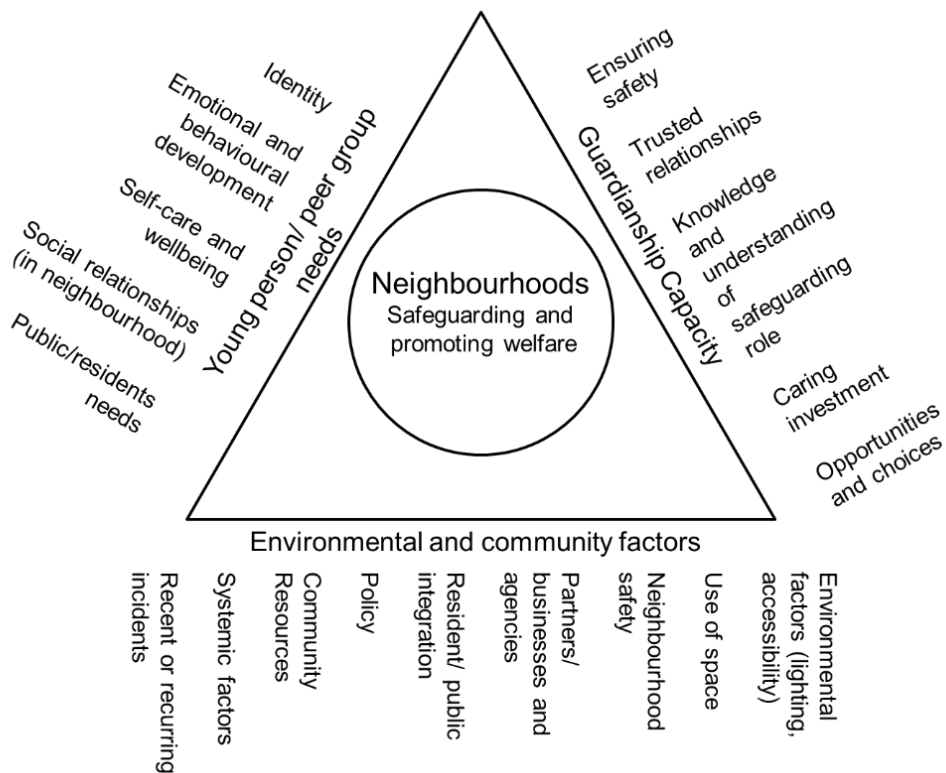 Identity
Emotional and
behavioural
development
Self-care and
wellbeing
Social relationships
(in neighbourhood)
Public/residents
needs
Young person/ peer group
needs
Neighbourhoods
Safeguarding and
promoting welfare
Guardianship Capacity
Ensuring
safety
Trusted
relationships
Knowledge
and
understanding
of
safeguarding
role
Caring
investment
Opportunities
and choices
Environmental and community factors
Recent or recurring
incidents
Systemic factors
Community
Resources
Policy
Resident/ public
integration
Partners/
businesses and
agencies
Neighbourhood
safety
Use of space
Environmental
factors (lighting,
accessibility)